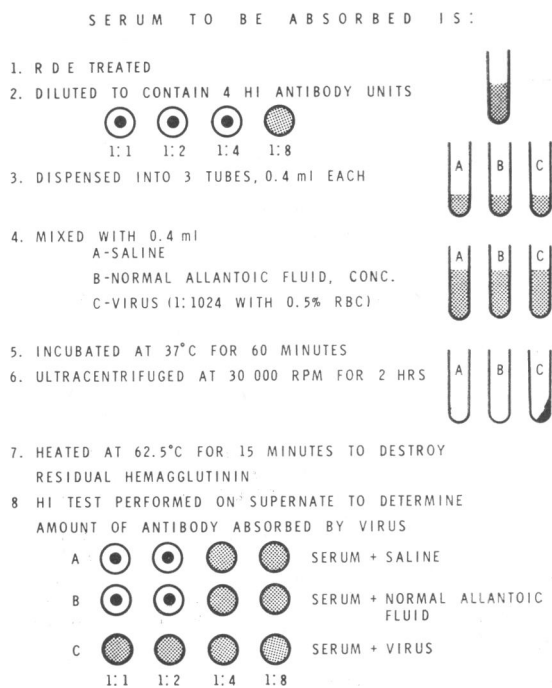 SERUM TO BE ABSORBED IS:
1. RDE TREATED
2. DILUTED TO CONTAIN 4 HI ANTIBODY UNITS
1:1 1:2 1:4 1:8
3. DISPENSED INTO 3 TUBES, 0.4 ml EACH
A B C
4. MIXED WITH 0.4 ml
A-SALINE
B-NORMAL ALLANTOIC FLUID, CONC.
C-VIRUS (1:1024 WITH 0.5% RBC)
A B C
5. INCUBATED AT 37°C FOR 60 MINUTES
6. ULTRACENTRIFUGED AT 30 000 RPM FOR 2 HRS
A B C
7. HEATED AT 62.5°C FOR 15 MINUTES TO DESTROY
RESIDUAL HEMAGGLUTININ
8 HI TEST PERFORMED ON SUPERNATE TO DETERMINE
AMOUNT OF ANTIBODY ABSORBED BY VIRUS
A SERUM + SALINE
B SERUM + NORMAL ALLANTOIC
FLUID
C SERUM + VIRUS
1:1 1:2 1:4 1:8